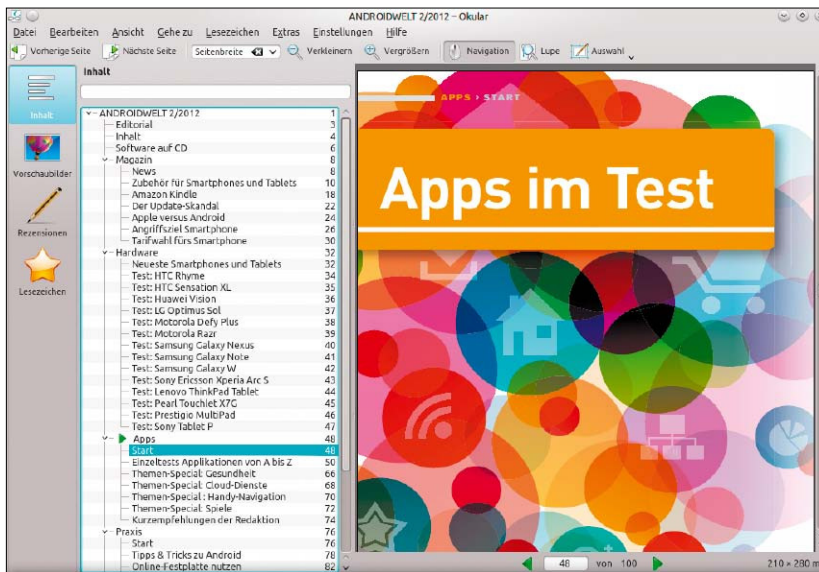 ANDROIDWELT 2/2012 – Okular
Datei Bearbeiten Ansicht Gehe zu Lesezeichen Extras Einstellungen Hilfe
Vorherige Seite Nächste Seite Seitenbreite Verkleinern Vergrößern Navigation Lupe Auswahl
Inhalt
Vorschaubilder
Rezensionen
Lesezeichen
Inhalt
ANDROIDWELT 2/2012 1
Editorial 3
Inhalt 4
Software auf CD 6
Magazin 8
News 8
Zubehör für Smartphones und Tablets 10
Amazon Kindle 18
Der Update-Skandal 22
Apple versus Android 24
Angriffsziel Smartphone 26
Tarifwahl fürs Smartphone 30
Hardware 32
Neueste Smartphones und Tablets 32
Test: HTC Rhyme 34
Test: HTC Sensation XL 35
Test: Huawei Vision 36
Test: LG Optimus Sol 37
Test: Motorola Defy Plus 38
Test: Motorola Razr 39
Test: Samsung Galaxy Nexus 40
Test: Samsung Galaxy Note 41
Test: Samsung Galaxy W 42
Test: Sony Ericsson Xperia Arc S 43
Test: Lenovo ThinkPad Tablet 44
Test: Pearl Touchlet X7G 45
Test: Prestigio MultiPad 46
Test: Sony Tablet P 47
Apps 48
Start 48
Einzeltests Applikationen von A bis Z 50
Themen-Special: Gesundheit 66
Themen-Special: Cloud-Dienste 68
Themen-Special : Handy-Navigation 70
Themen-Special: Spiele 72
Kurzempfehlungen der Redaktion 74
Praxis 76
Start 76
Tipps & Tricks zu Android 78
Online-Festplatte nutzen 82
APPS › START
Apps im Test
48 von 100
210 × 280 m